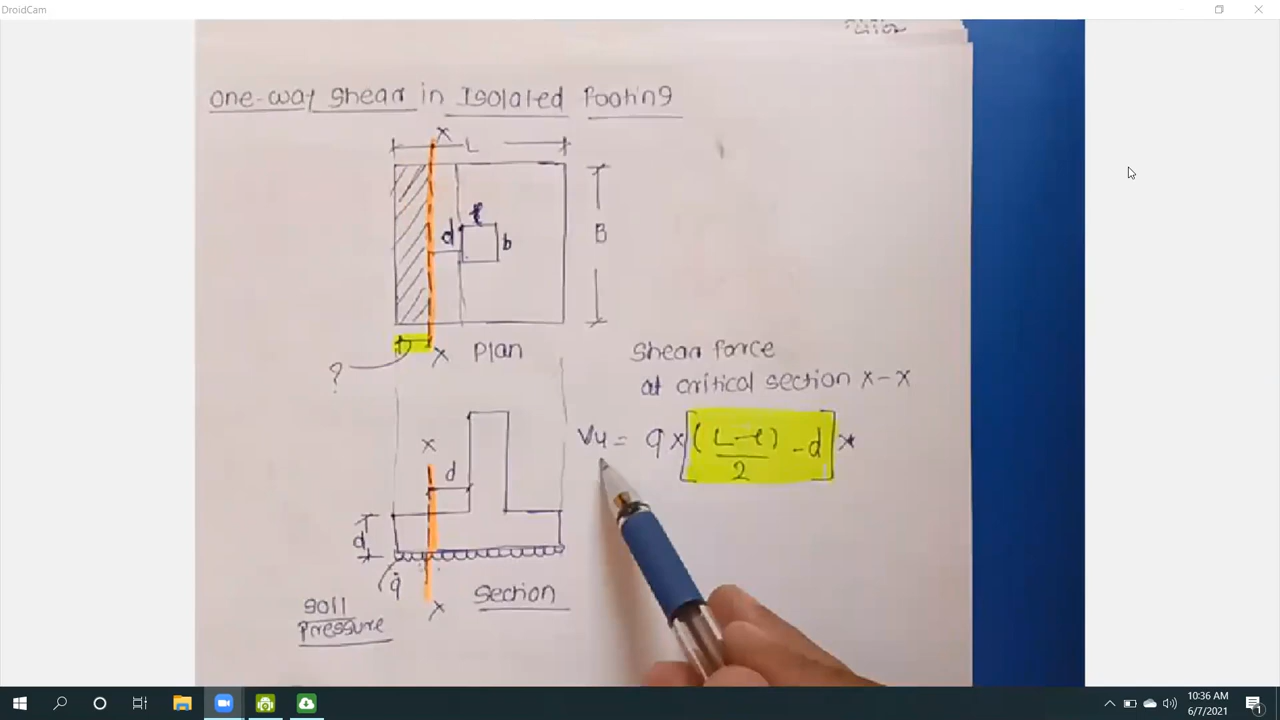 DroidCam
One-way shear in Isolated footing
x
L
l
d
b
B
?
x
Plan
Shear force
at critical section x-x
Vu = q x [ (L-l) / 2 - d ] *
x
d
d
q
x
Section
Soil
Pressure
10:36 AM
6/7/2021
1